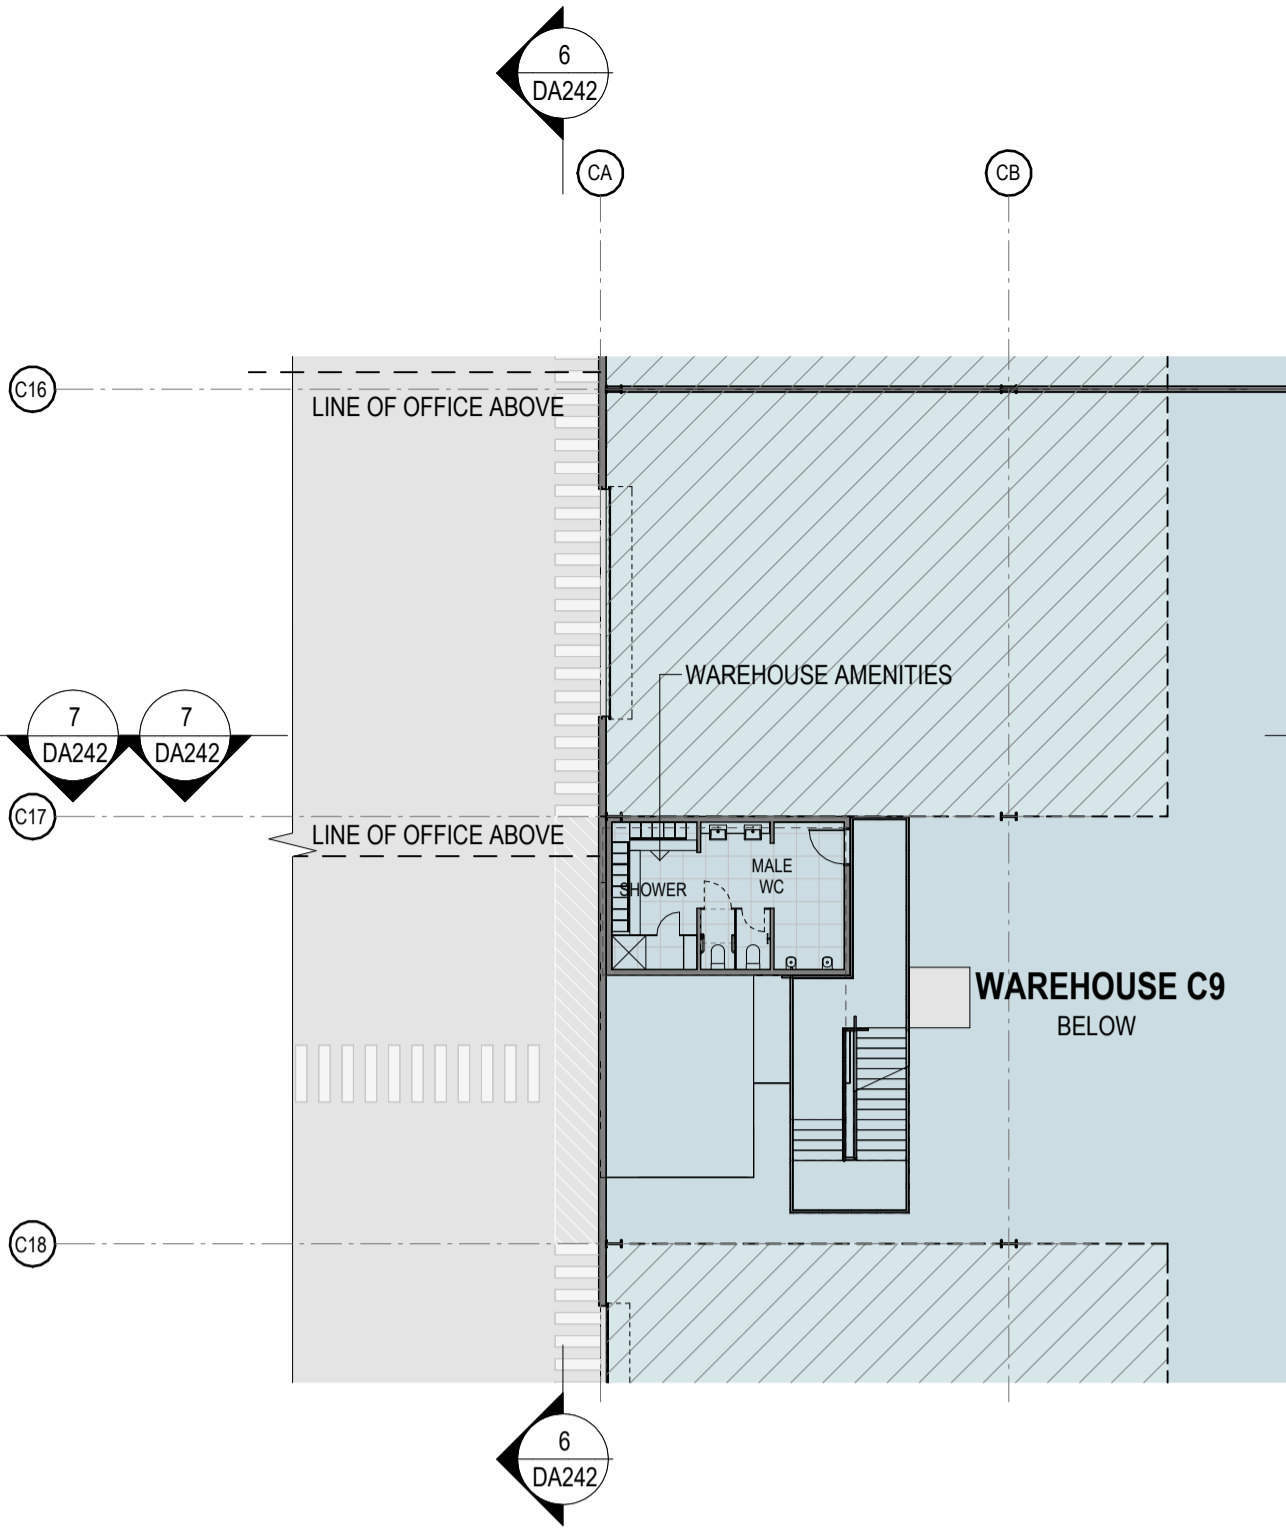 6
DA242
CA
CB
C16
LINE OF OFFICE ABOVE
WAREHOUSE AMENITIES
7
DA242
7
DA242
C17
LINE OF OFFICE ABOVE
MALE
WC
SHOWER
WAREHOUSE C9
BELOW
C18
6
DA242